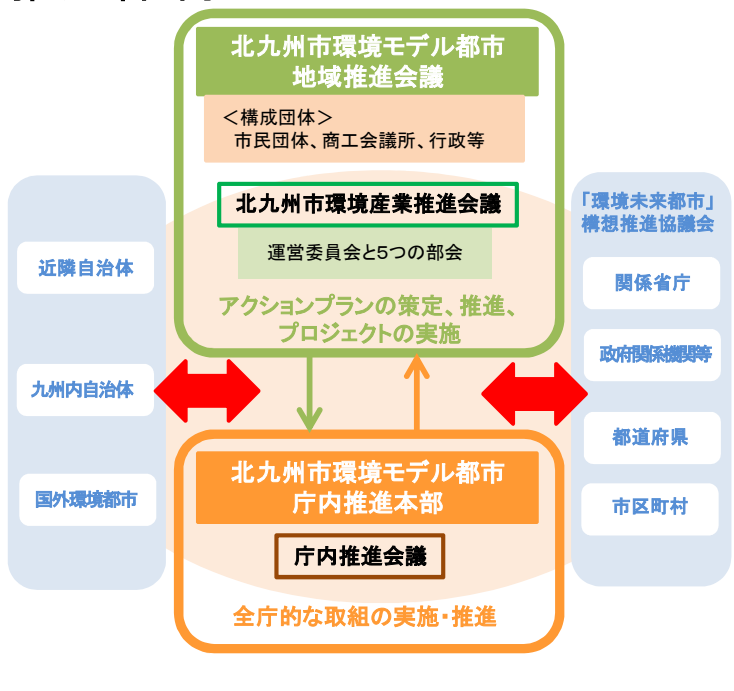 北九州市環境モデル都市
地域推進会議
＜構成団体＞
市民団体、商工会議所、行政等
北九州市環境産業推進会議
運営委員会と5つの部会
アクションプランの策定、推進、
プロジェクトの実施
近隣自治体
九州内自治体
国外環境都市
「環境未来都市」
構想推進協議会
関係省庁
政府関係機関等
都道府県
市区町村
北九州市環境モデル都市
庁内推進本部
庁内推進会議
全庁的な取組の実施・推進